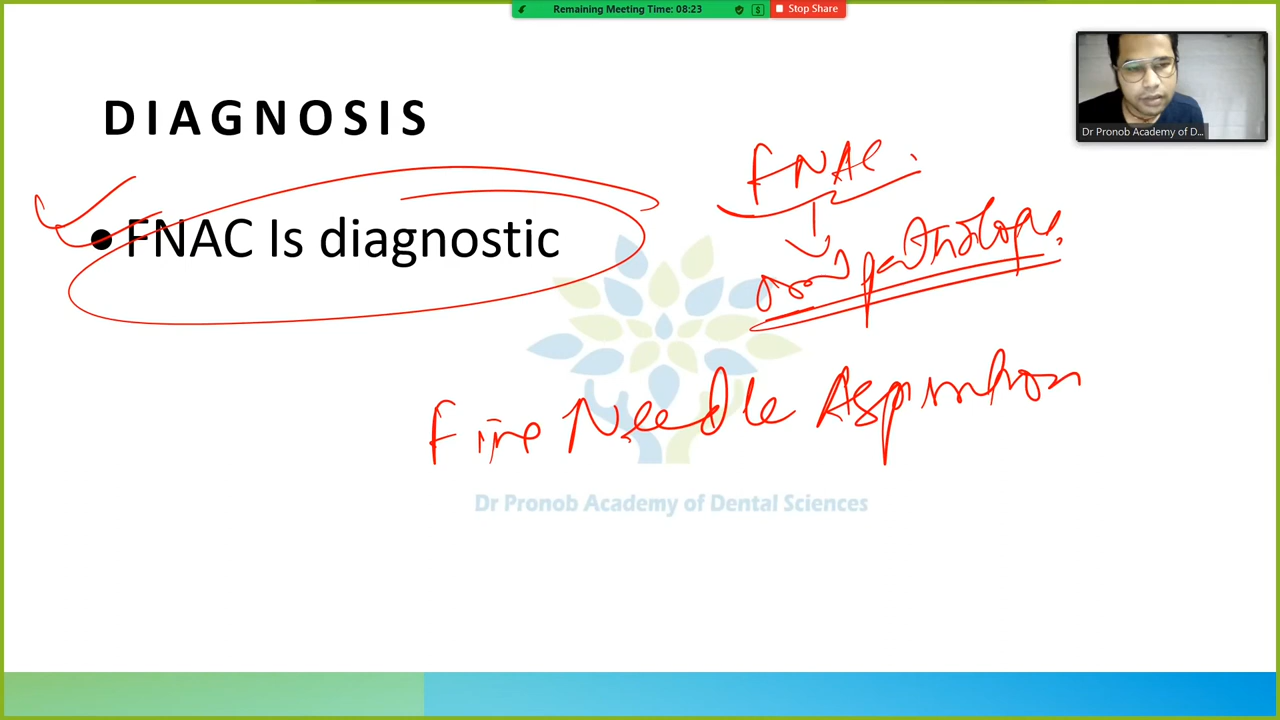 Remaining Meeting Time: 08:23
Stop Share
Dr Pronob Academy of D...
DIAGNOSIS
FNAC.
• FNAC Is diagnostic
Fine Needle Aspiration
Dr Pronob Academy of Dental Sciences